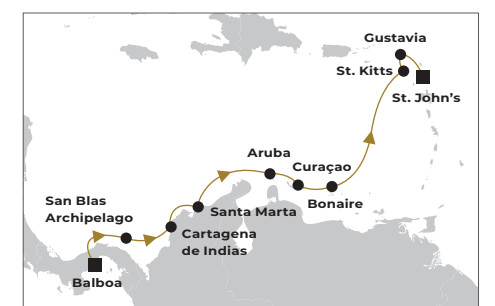 Gustavia
St. Kitts
St. John's
Aruba
Curaçao
Bonaire
San Blas
Archipelago
Santa Marta
Cartagena
de Indias
Balboa